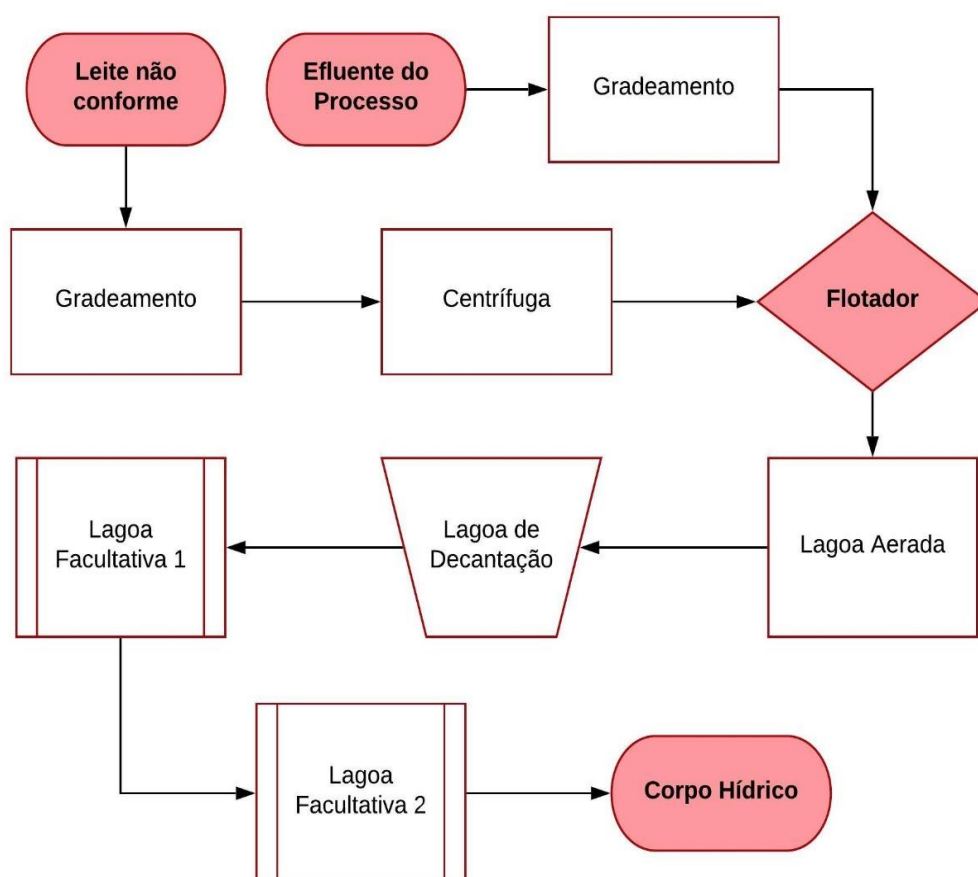 Leite não
conforme
Efluente do
Processo
Gradeamento
Gradeamento
Centrífuga
Flotador
Lagoa
Facultativa 1
Lagoa de
Decantação
Lagoa Aerada
Lagoa
Facultativa 2
Corpo Hídrico